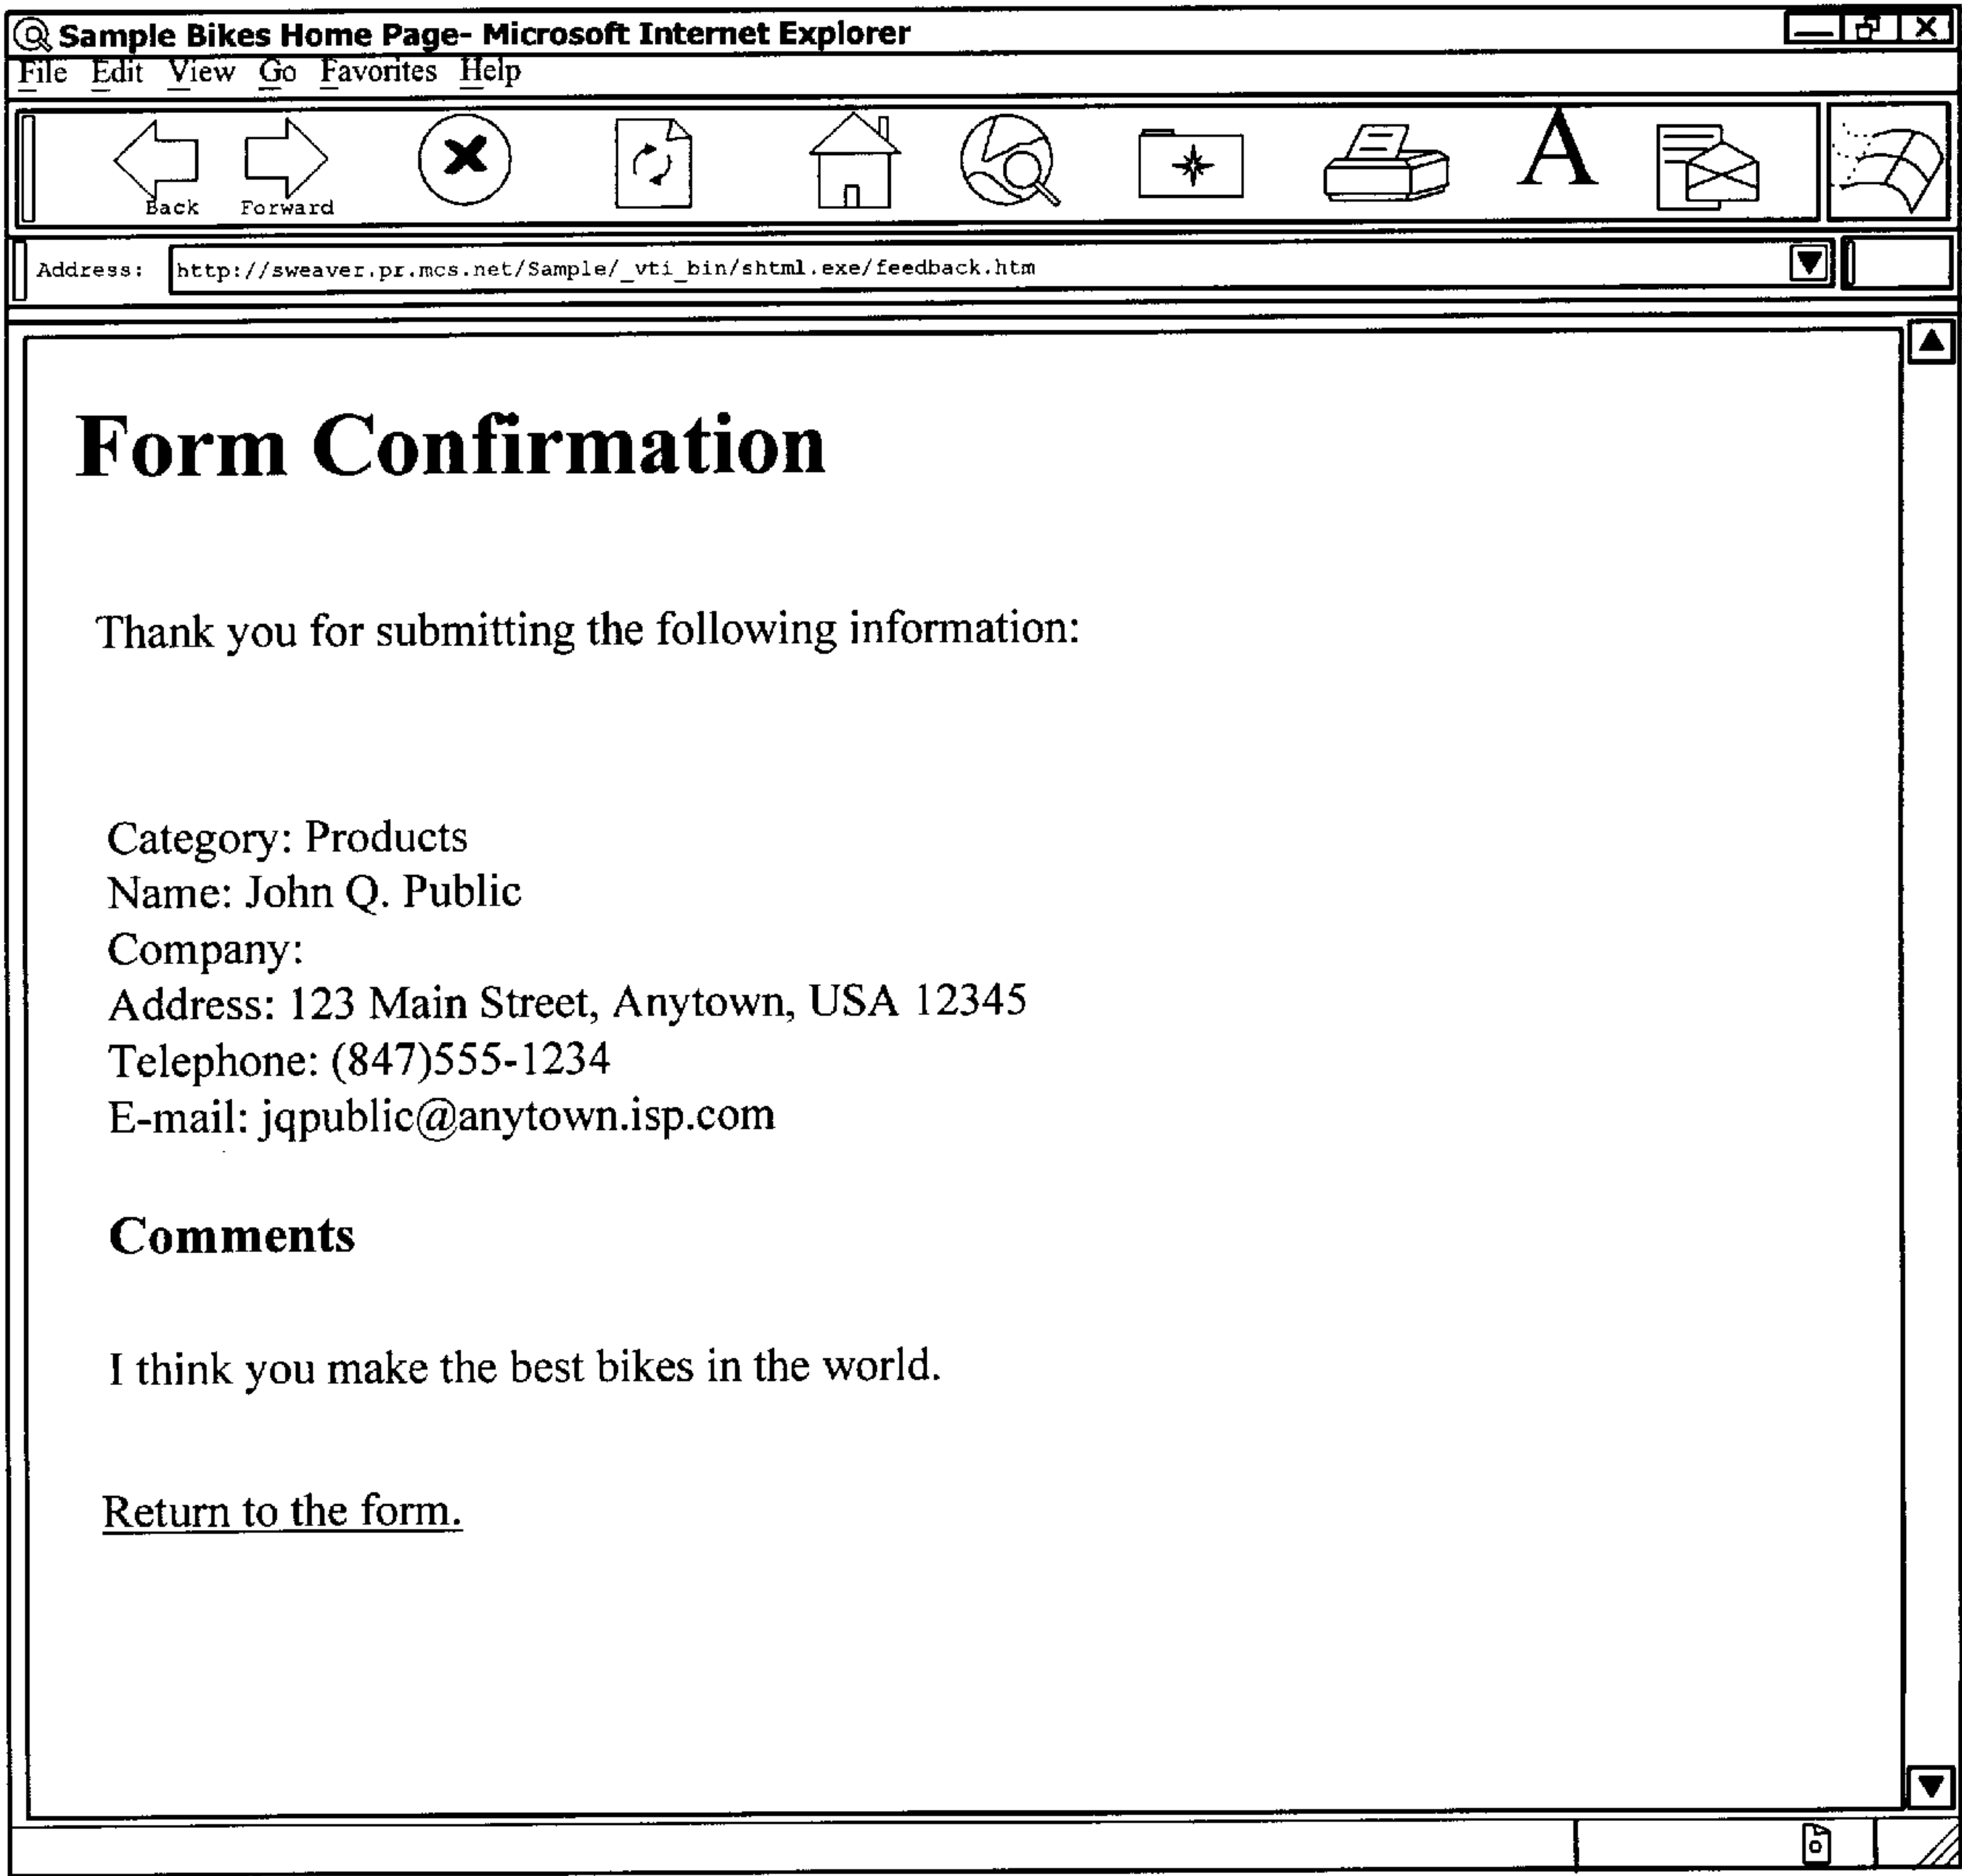 Sample Bikes Home Page- Microsoft Internet Explorer
File Edit View Go Favorites Help
A
Back Forward
Address: http://sweaver.pr.mcs.net/Sample/_vti_bin/shtml.exe/feedback.htm
Form Confirmation
Thank you for submitting the following information:
Category: Products
Name: John Q. Public
Company:
Address: 123 Main Street, Anytown, USA 12345
Telephone: (847)555-1234
E-mail: jqpublic@anytown.isp.com
Comments
I think you make the best bikes in the world.
Return to the form.